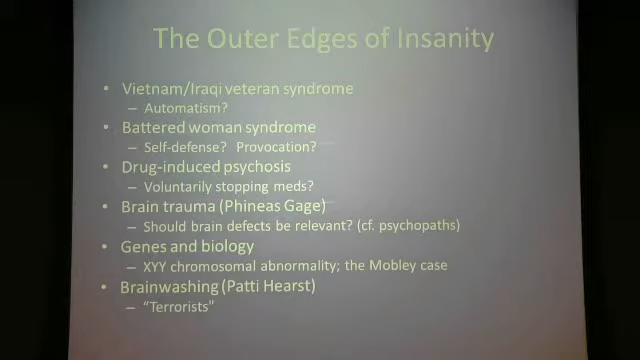 The Outer Edges of Insanity
• Vietnam/Iraqi veteran syndrome
– Automatism?
• Battered woman syndrome
– Self-defense? Provocation?
• Drug-induced psychosis
– Voluntarily stopping meds?
• Brain trauma (Phineas Gage)
– Should brain defects be relevant? (cf. psychopaths)
• Genes and biology
– XYY chromosomal abnormality; the Mobley case
• Brainwashing (Patti Hearst)
– “Terrorists”